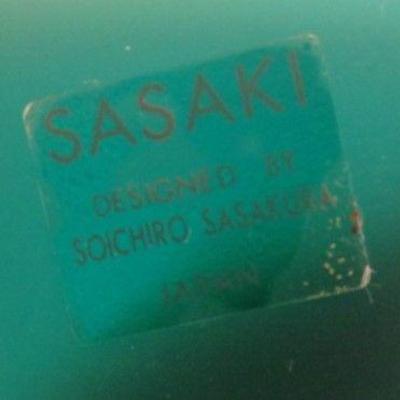 SASAKI
DESIGNED BY
SOICHIRO SASAKURA
JAPAN